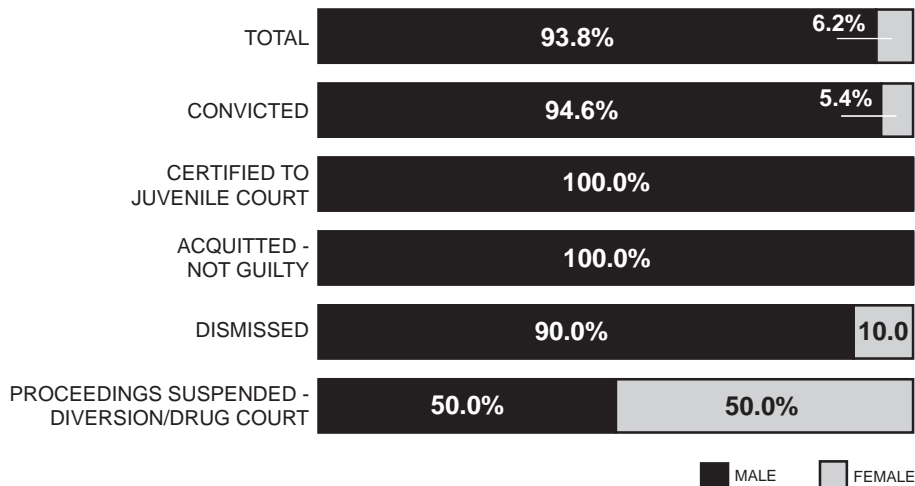 TOTAL
93.8%
6.2%
CONVICTED
94.6%
5.4%
CERTIFIED TO
JUVENILE COURT
100.0%
ACQUITTED -
NOT GUILTY
100.0%
DISMISSED
90.0%
10.0
PROCEEDINGS SUSPENDED -
DIVERSION/DRUG COURT
50.0%
50.0%
MALE
FEMALE